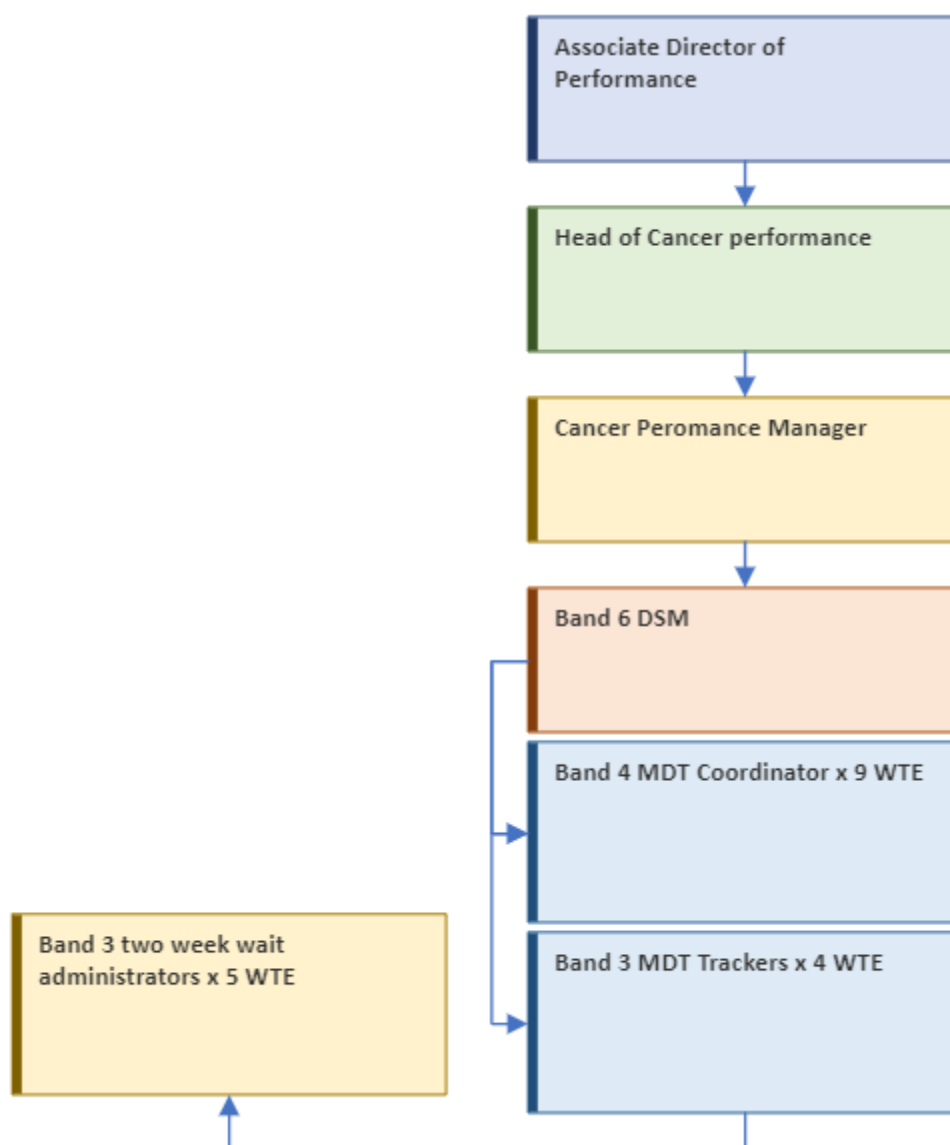 Associate Director of
Performance
Head of Cancer performance
Cancer Peromance Manager
Band 6 DSM
Band 4 MDT Coordinator x 9 WTE
Band 3 two week wait
administrators x 5 WTE
Band 3 MDT Trackers x 4 WTE